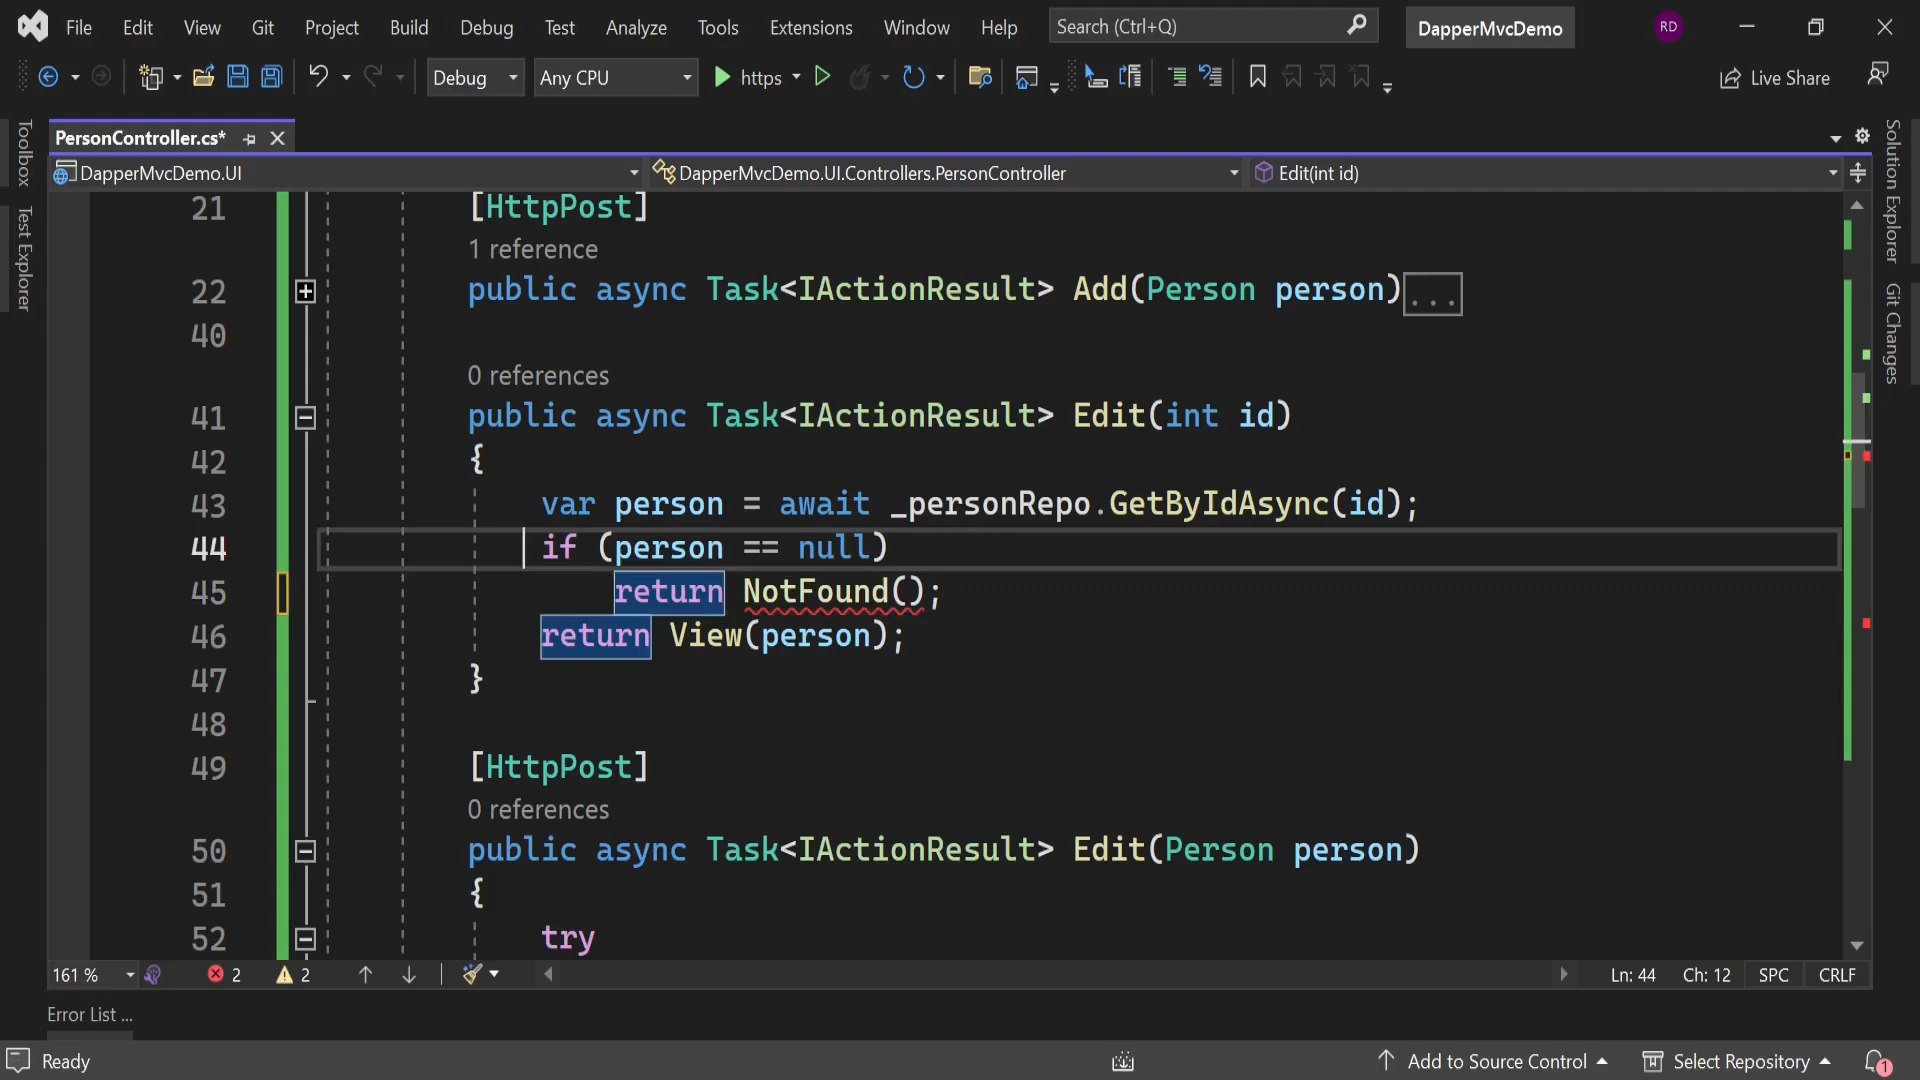 File Edit View Git Project Build Debug Test Analyze Tools Extensions Window Help Search (Ctrl+Q) DapperMvcDemo RD
Debug Any CPU https Live Share
Toolbox
Test Explorer
PersonController.cs*
DapperMvcDemo.UI DapperMvcDemo.UI.Controllers.PersonController Edit(int id)
21 [HttpPost]
1 reference
22 public async Task<IActionResult> Add(Person person)...
40
0 references
41 public async Task<IActionResult> Edit(int id)
42 {
43 var person = await _personRepo.GetByIdAsync(id);
44 if (person == null)
45 return NotFound();
46 return View(person);
47 }
48
49 [HttpPost]
0 references
50 public async Task<IActionResult> Edit(Person person)
51 {
52 try
Solution Explorer
Git Changes
161 % 2 2 Ln: 44 Ch: 12 SPC CRLF
Error List ...
Ready Add to Source Control Select Repository 1